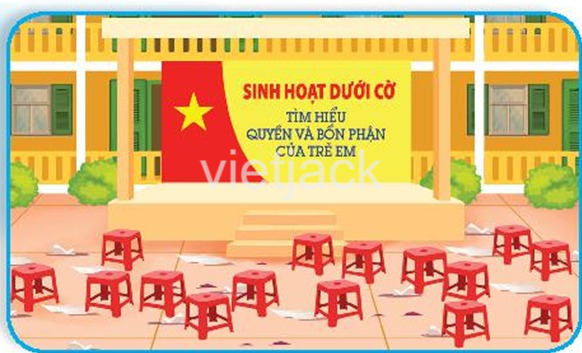 SINH HOẠT DƯỚI CỜ
TÌM HIỂU
QUYỀN VÀ BỔN PHẬN
CỦA TRẺ EM
vietjack